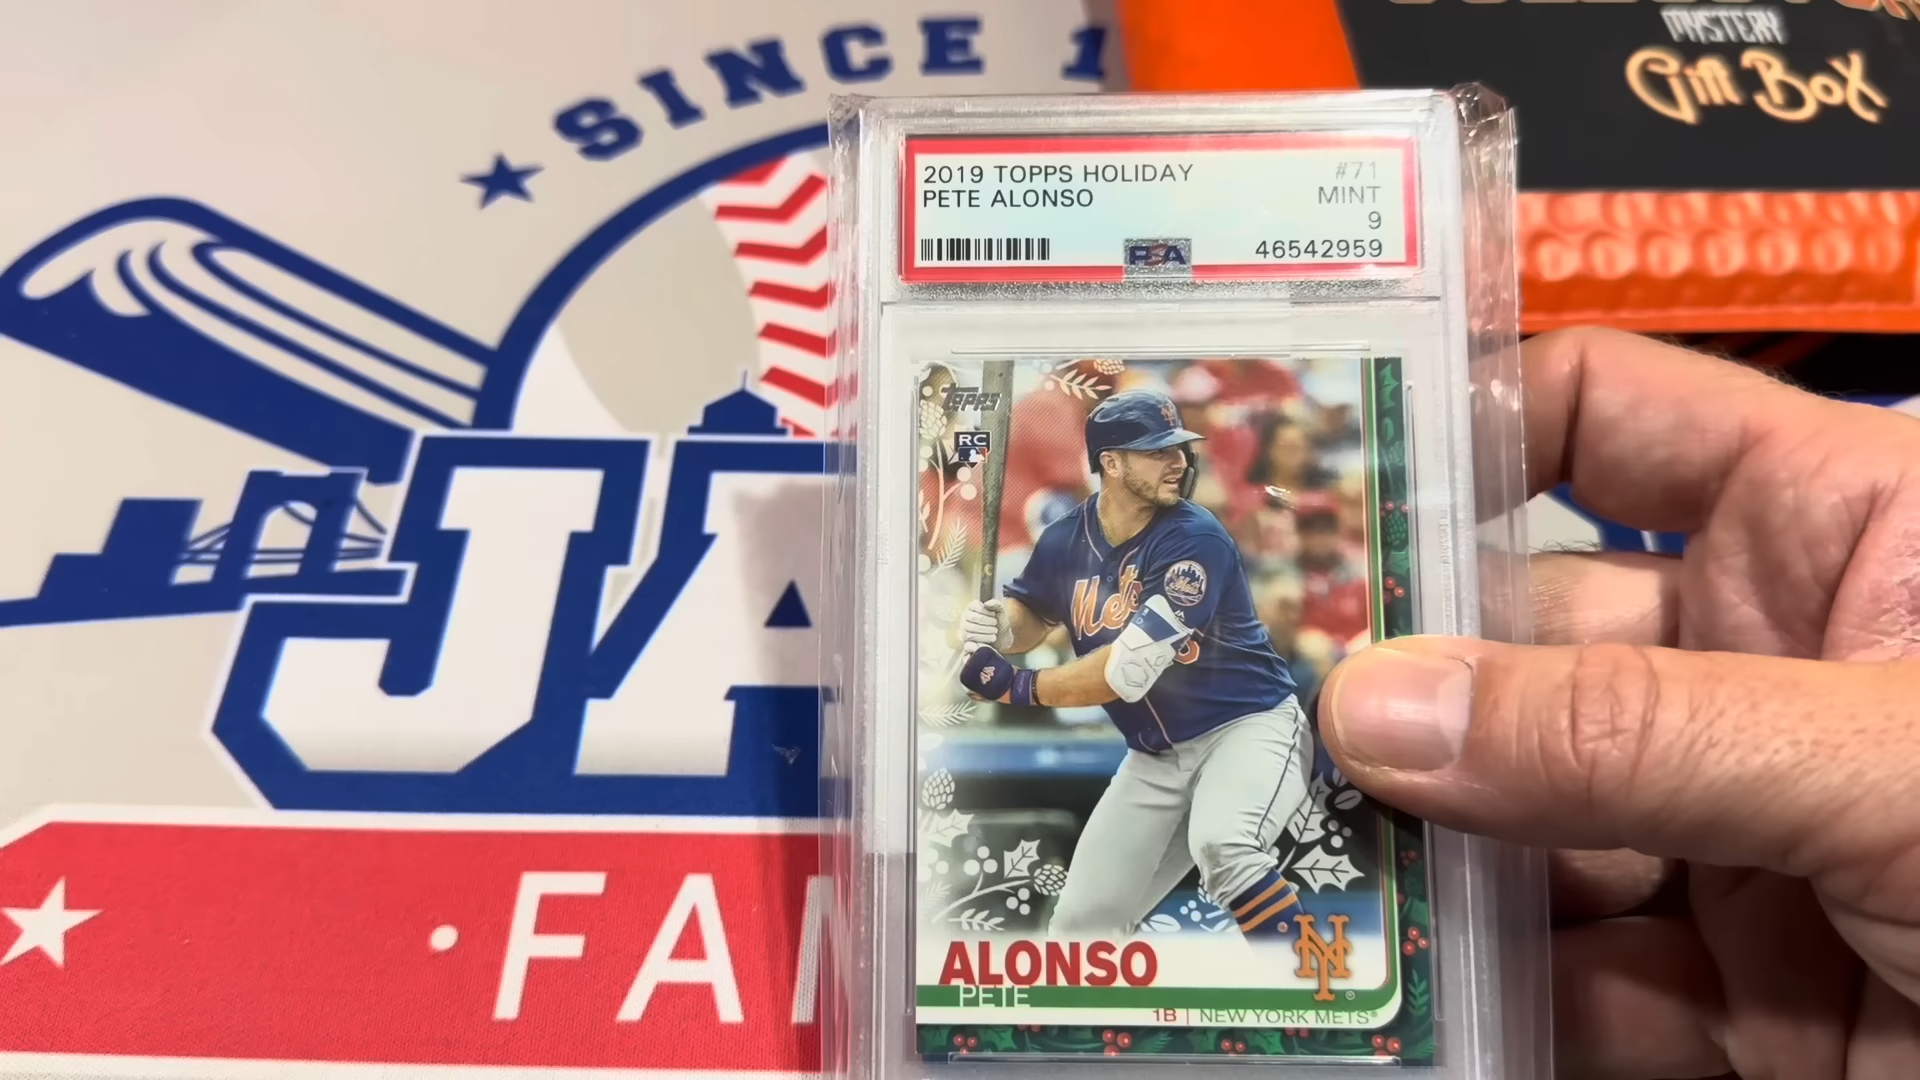 SINCE 1
MYSTERY
Gift Box
2019 TOPPS HOLIDAY
#71
PETE ALONSO
MINT
9
PSA
46542959
TOPPS
RC
Mets
JA
FA
ALONSO
PETE
NY
1B | NEW YORK METS®